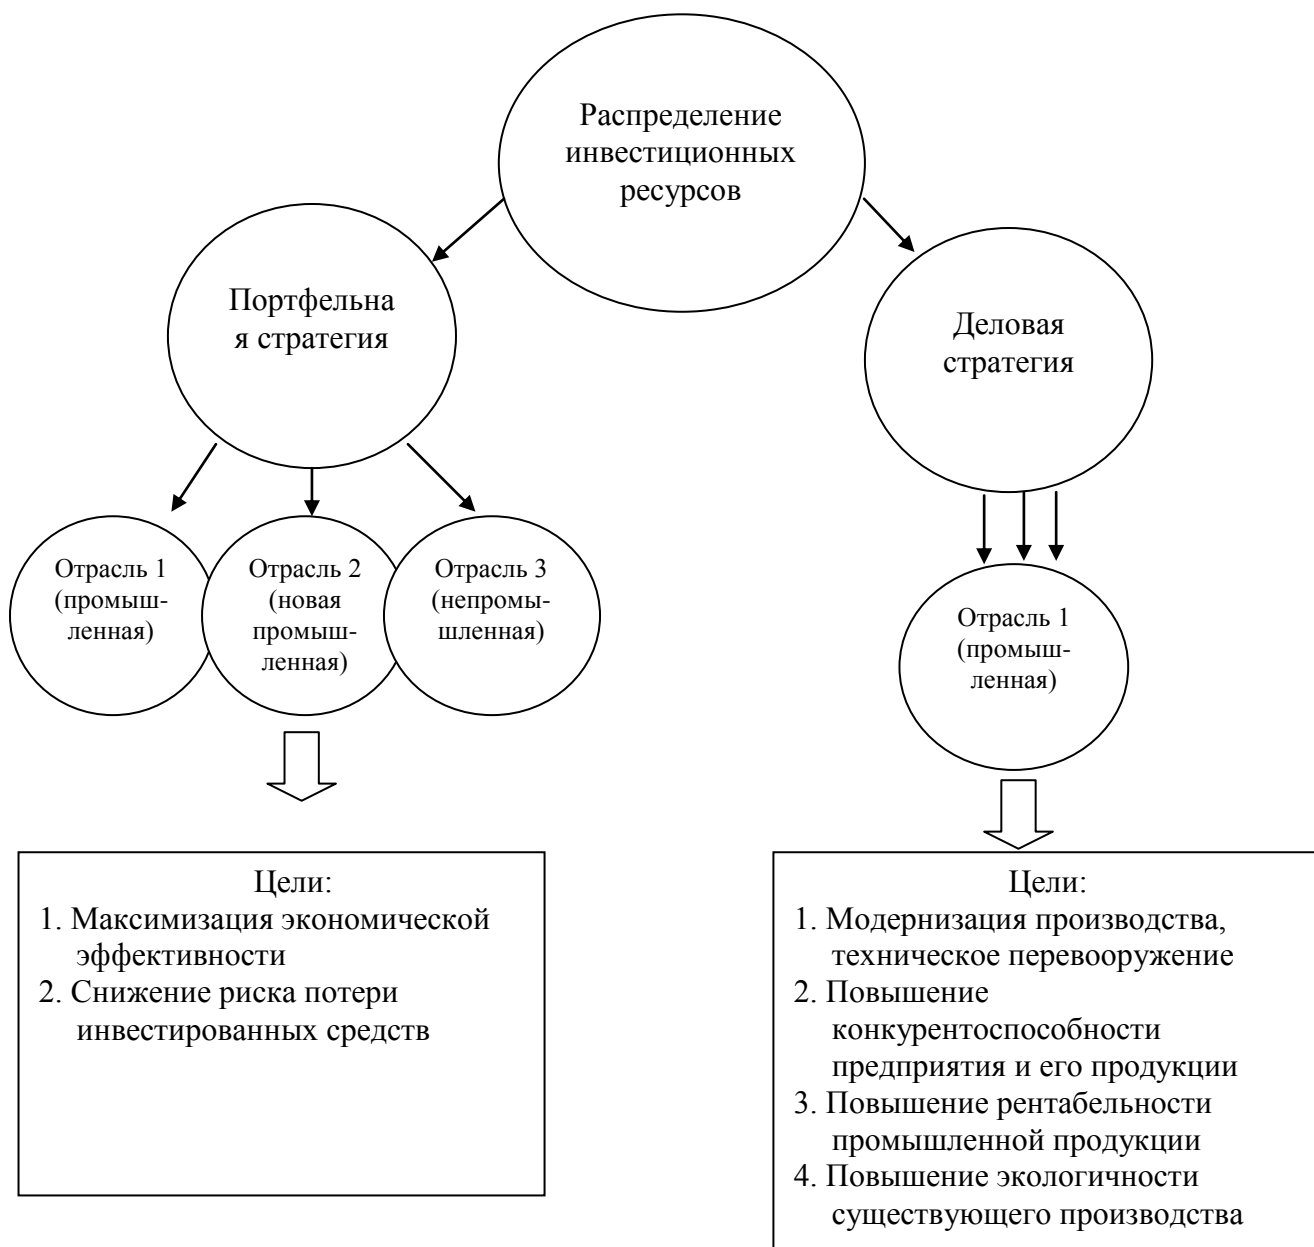 Распределение
инвестиционных
ресурсов
Портфельна
я стратегия
Деловая
стратегия
Отрасль 1
(промыш-
ленная)
Отрасль 2
(новая
промыш-
ленная)
Отрасль 3
(непромы-
шленная)
Отрасль 1
(промыш-
ленная)
Цели:
1. Максимизация экономической
эффективности
2. Снижение риска потери
инвестированных средств
Цели:
1. Модернизация производства,
техническое перевооружение
2. Повышение
конкурентоспособности
предприятия и его продукции
3. Повышение рентабельности
промышленной продукции
4. Повышение экологичности
существующего производства